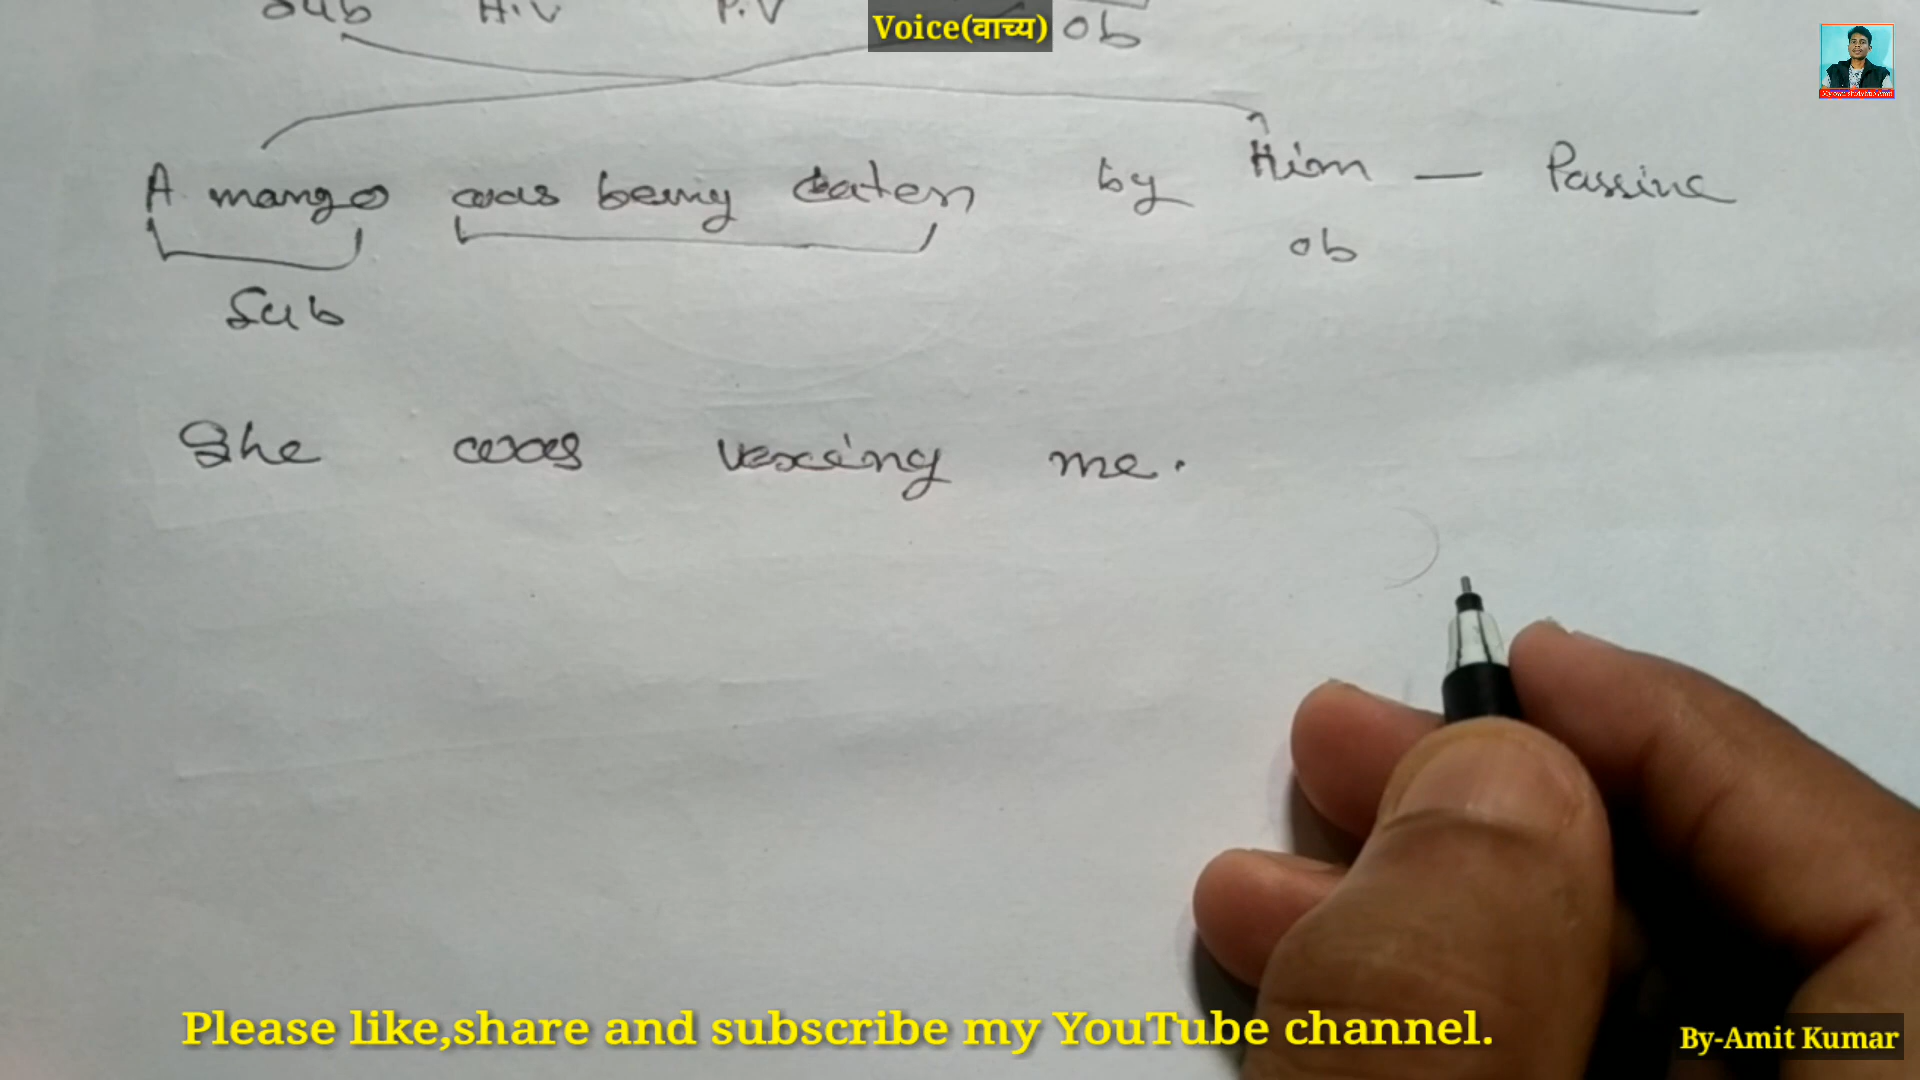 Sub H.V P.V ob
Voice(वाच्य)
A mango was being eaten by Him — Passive
ob
Sub
She was vexing me.
Please like,share and subscribe my YouTube channel.
By-Amit Kumar